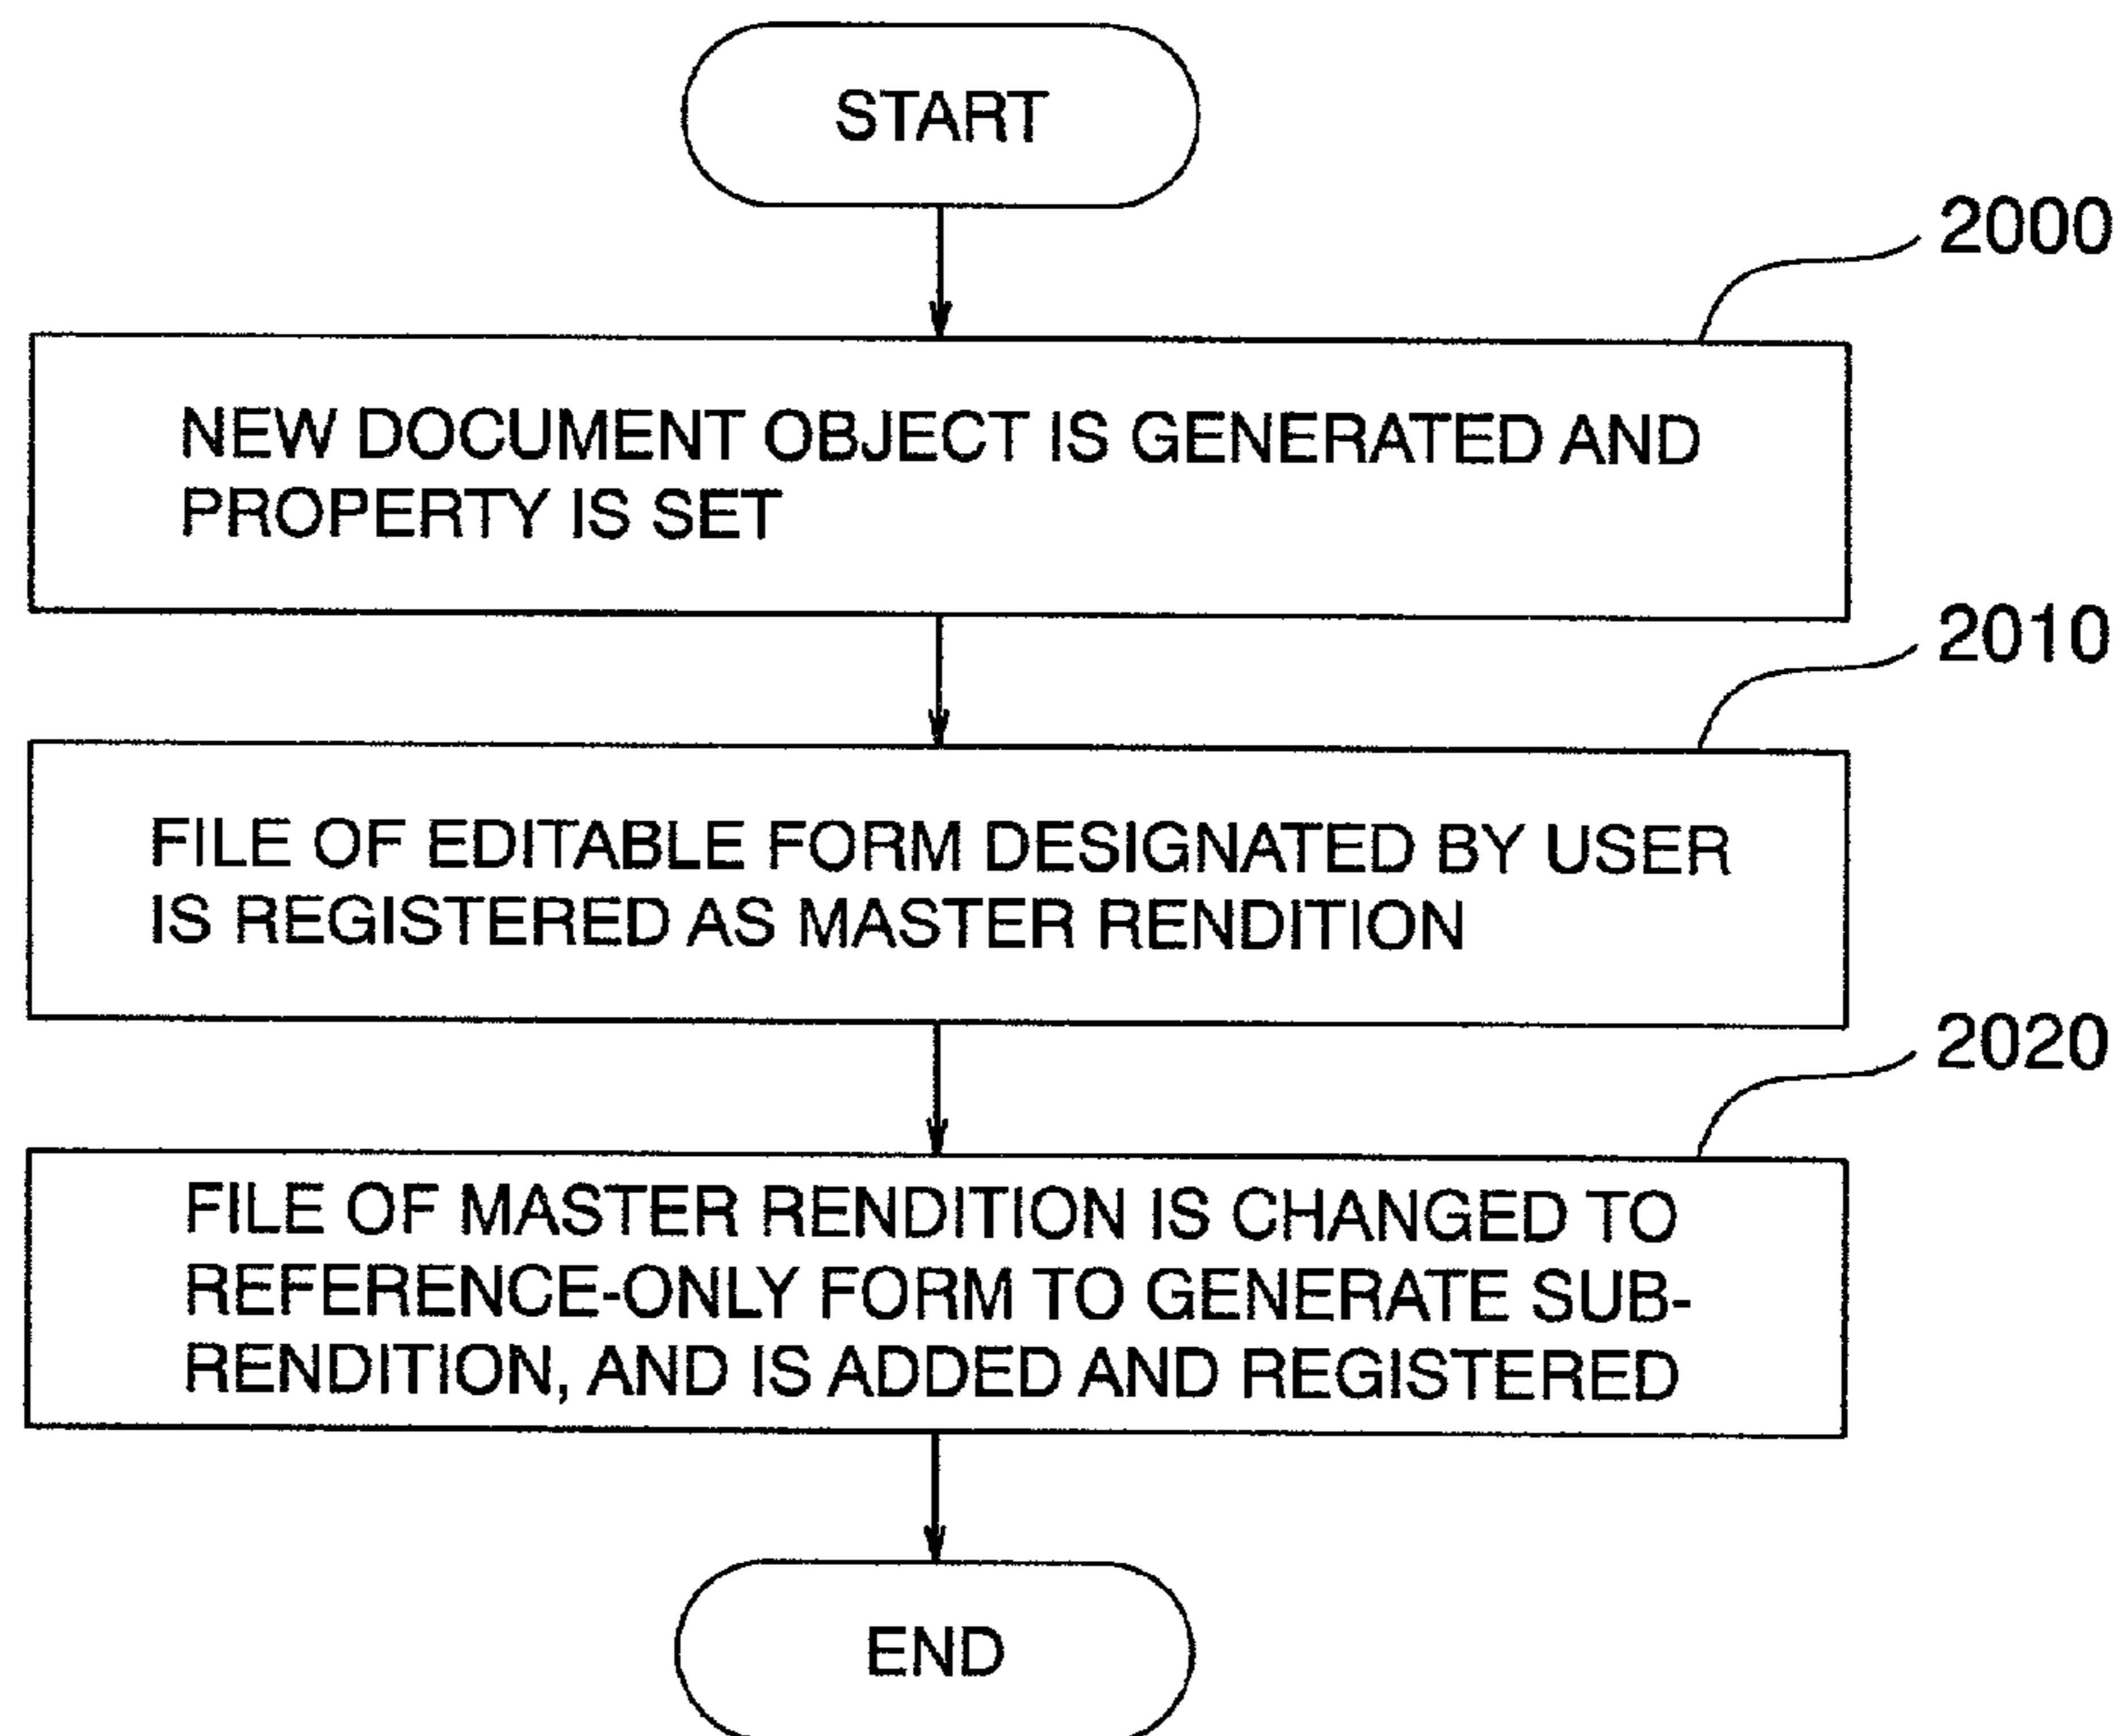 START
2000
NEW DOCUMENT OBJECT IS GENERATED AND
PROPERTY IS SET
2010
FILE OF EDITABLE FORM DESIGNATED BY USER
IS REGISTERED AS MASTER RENDITION
2020
FILE OF MASTER RENDITION IS CHANGED TO
REFERENCE-ONLY FORM TO GENERATE SUB-
RENDITION, AND IS ADDED AND REGISTERED
END